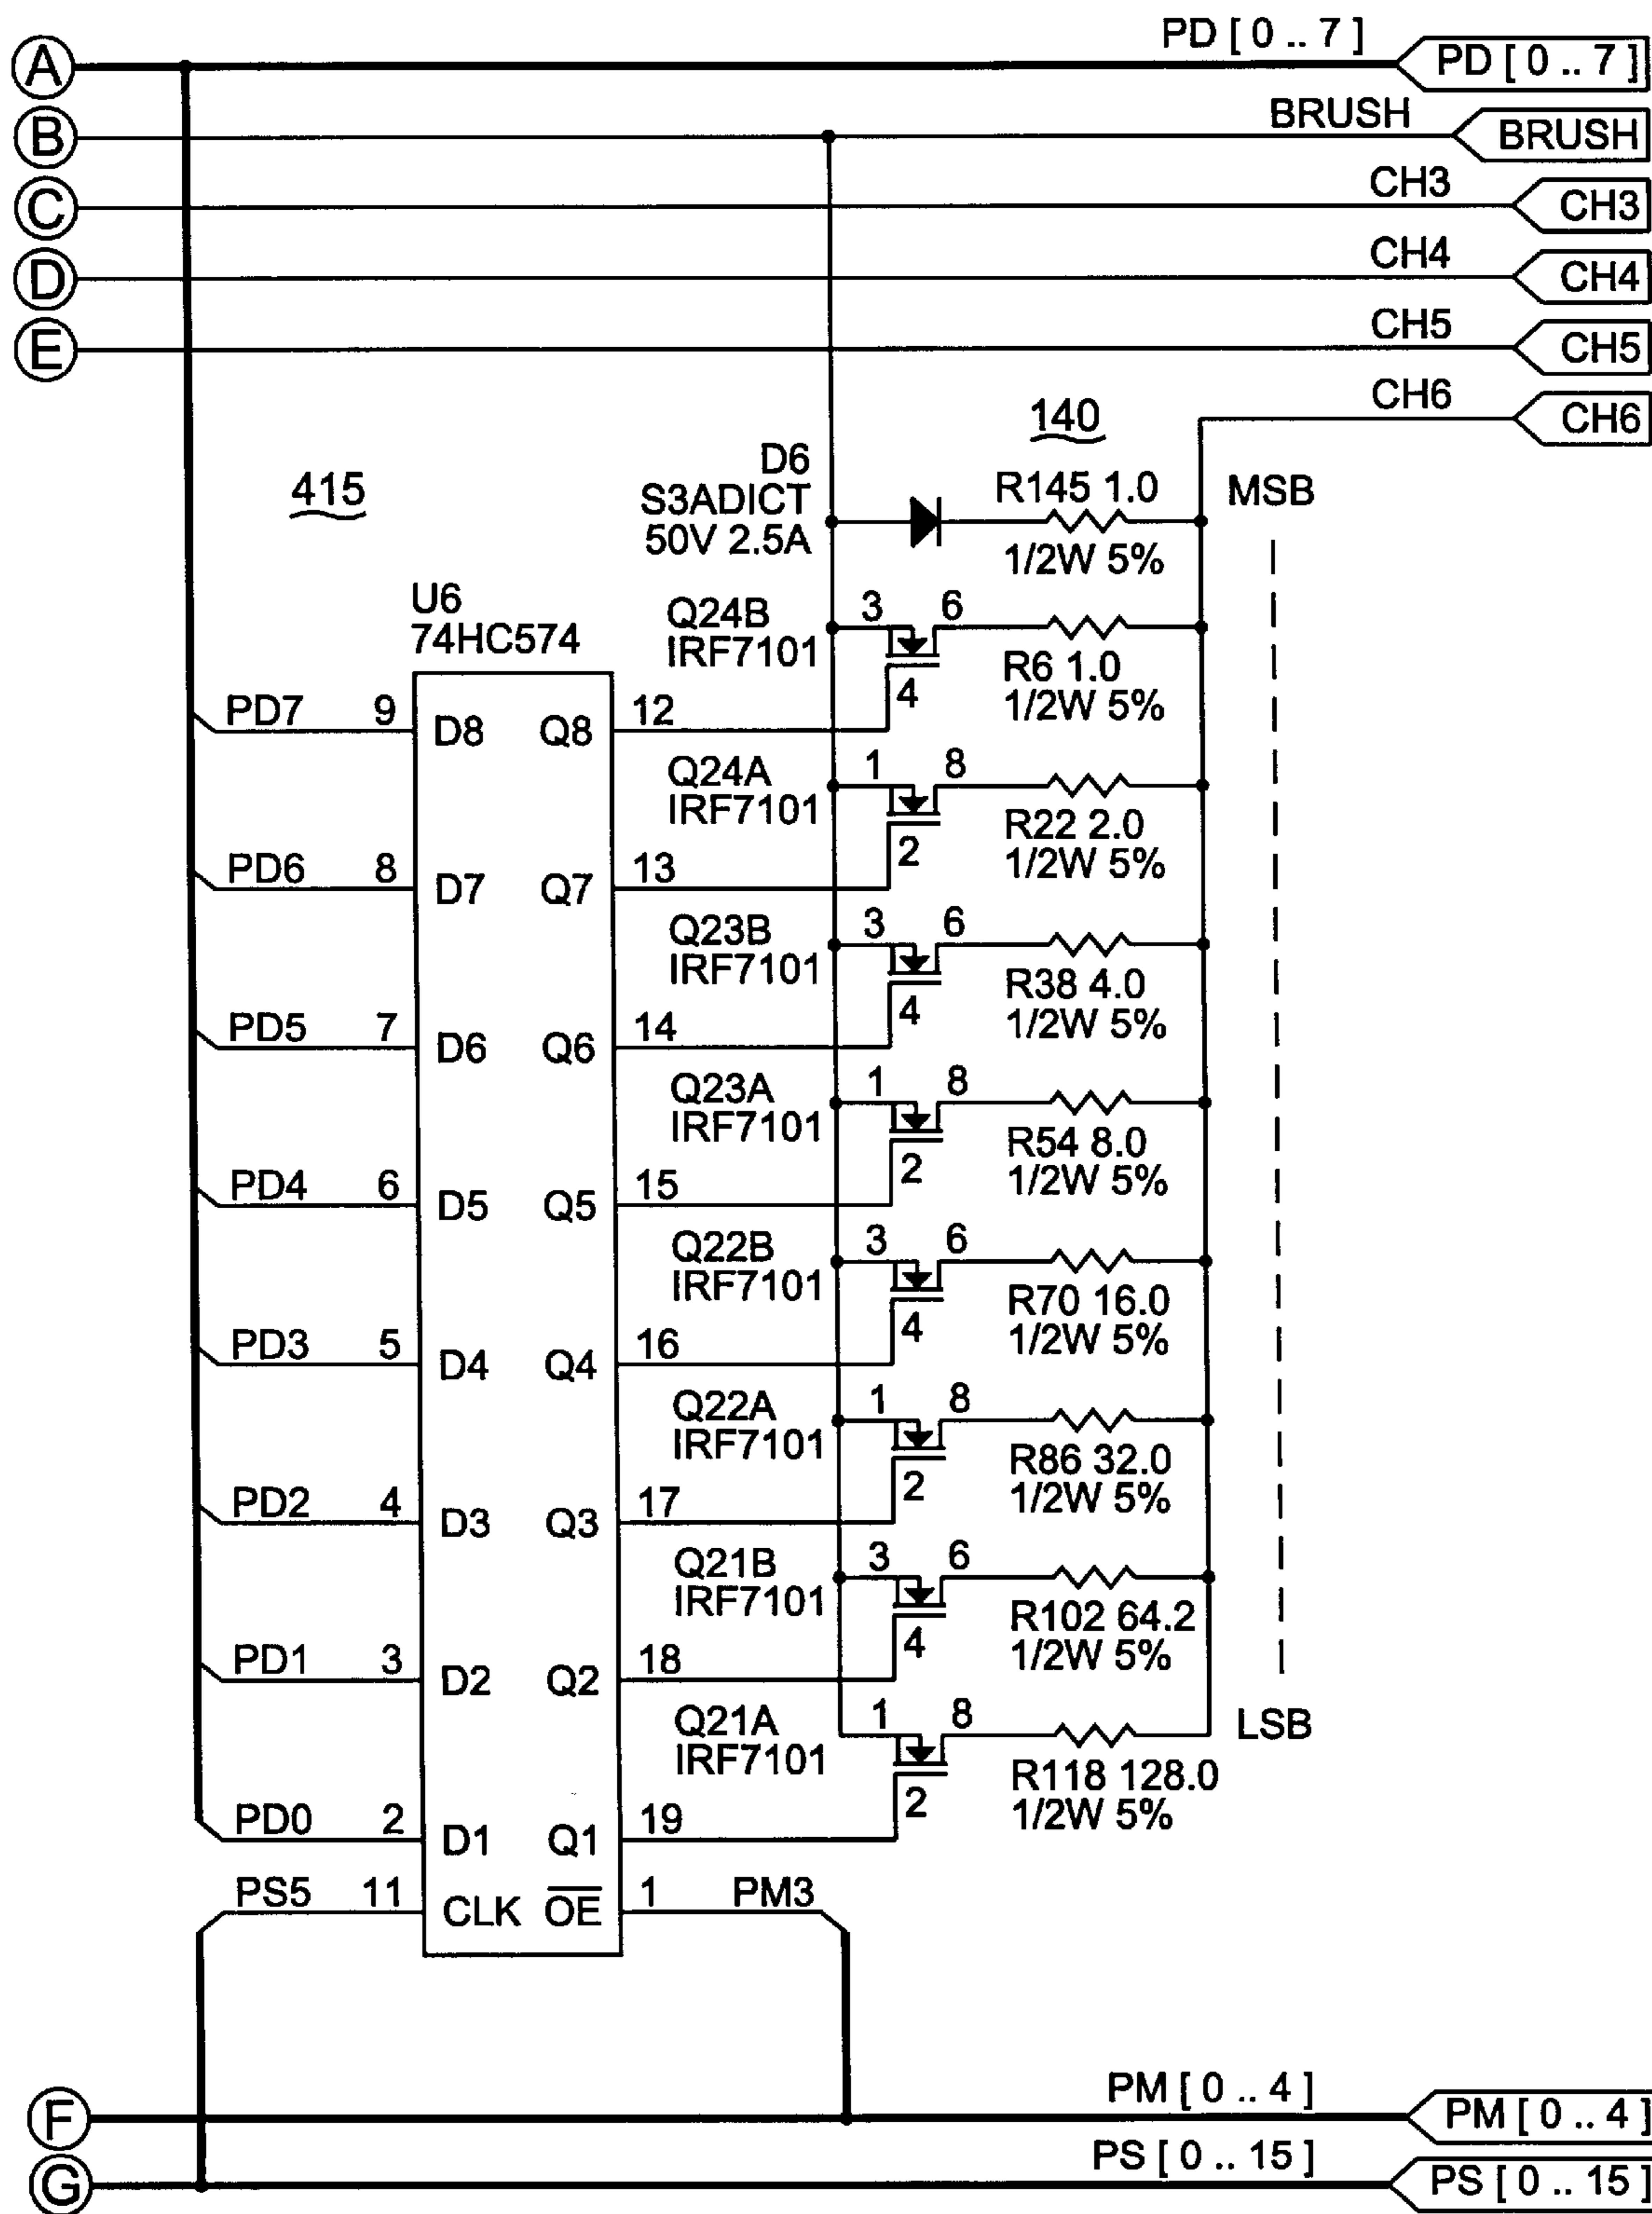 A
PD [ 0 .. 7 ]
PD [ 0 .. 7 ]
B
BRUSH
BRUSH
C
CH3
CH3
D
CH4
CH4
E
CH5
CH5
CH6
CH6
140
415
D6
S3ADICT
50V 2.5A
R145 1.0
1/2W 5%
MSB
U6
74HC574
Q24B
IRF7101
3
6
4
R6 1.0
1/2W 5%
PD7
9
D8
Q8
12
Q24A
IRF7101
1
8
2
R22 2.0
1/2W 5%
PD6
8
D7
Q7
13
Q23B
IRF7101
3
6
4
R38 4.0
1/2W 5%
PD5
7
D6
Q6
14
Q23A
IRF7101
1
8
2
R54 8.0
1/2W 5%
PD4
6
D5
Q5
15
Q22B
IRF7101
3
6
4
R70 16.0
1/2W 5%
PD3
5
D4
Q4
16
Q22A
IRF7101
1
8
2
R86 32.0
1/2W 5%
PD2
4
D3
Q3
17
Q21B
IRF7101
3
6
4
R102 64.2
1/2W 5%
PD1
3
D2
Q2
18
Q21A
IRF7101
1
8
2
R118 128.0
1/2W 5%
LSB
PD0
2
D1
Q1
19
PS5
11
CLK
OE
1
PM3
F
PM [ 0 .. 4 ]
PM [ 0 .. 4 ]
G
PS [ 0 .. 15 ]
PS [ 0 .. 15 ]